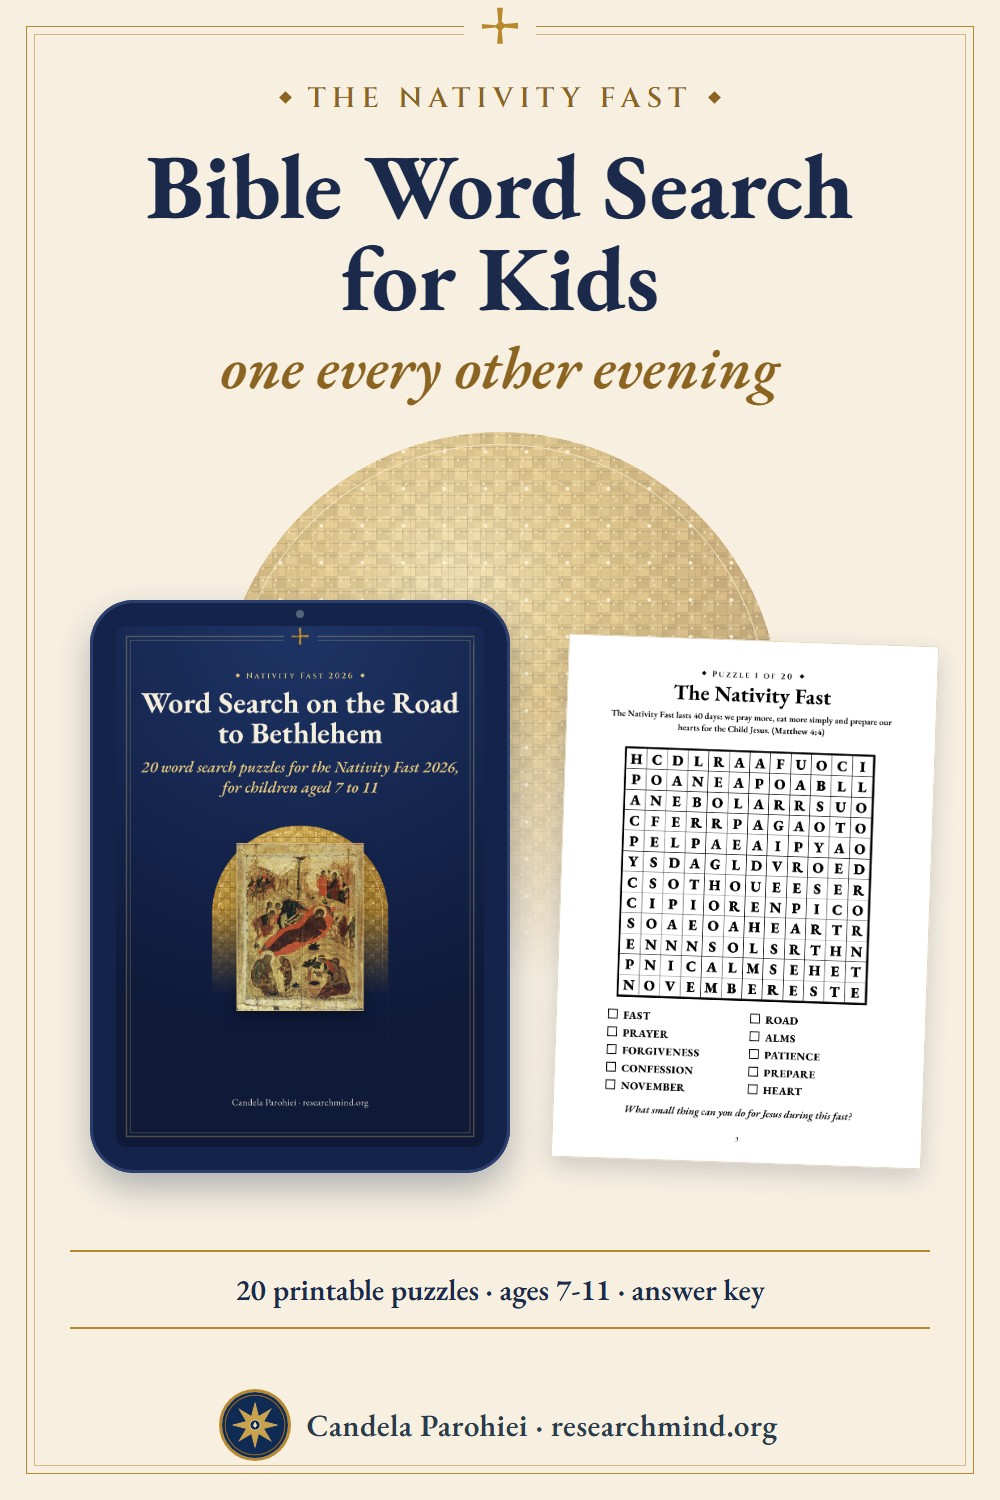 THE NATIVITY FAST
Bible Word Search
for Kids
one every other evening
NATIVITY FAST 2026
Word Search on the Road
to Bethlehem
20 word search puzzles for the Nativity Fast 2026,
for children aged 7 to 11
Candela Parohiei · researchmind.org
PUZZLE 1 OF 20
The Nativity Fast
The Nativity Fast lasts 40 days: we pray more, eat more simply and prepare our
hearts for the Child Jesus. (Matthew 4:4)
H C D L R A A F U O C I
P O A N E A P O A B L L
A N E B O L A R R S U O
C F E R R P A G A O T O
P E L P A E A I P Y A O
Y S D A G L D V R O E D
C S O T H O U E E S E R
C I P I O R E N P I C O
S O A E O A H E A R T R
E N N N S O L S R T H N
P N I C A L M S E H E T
N O V E M B E R E S T E
FAST
PRAYER
FORGIVENESS
CONFESSION
NOVEMBER
ROAD
ALMS
PATIENCE
PREPARE
HEART
What small thing can you do for Jesus during this fast?
3
20 printable puzzles · ages 7-11 · answer key
Candela Parohiei · researchmind.org